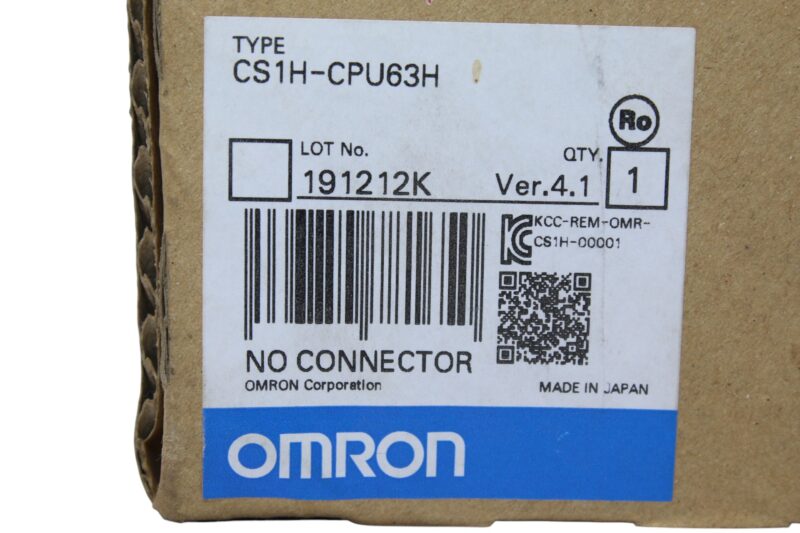 TYPE
CS1H-CPU63H
Ro
LOT No.
QTY.
191212K
Ver.4.1
1
KCC-REM-OMR-
CS1H-00001
NO CONNECTOR
OMRON Corporation
MADE IN JAPAN
OMRON